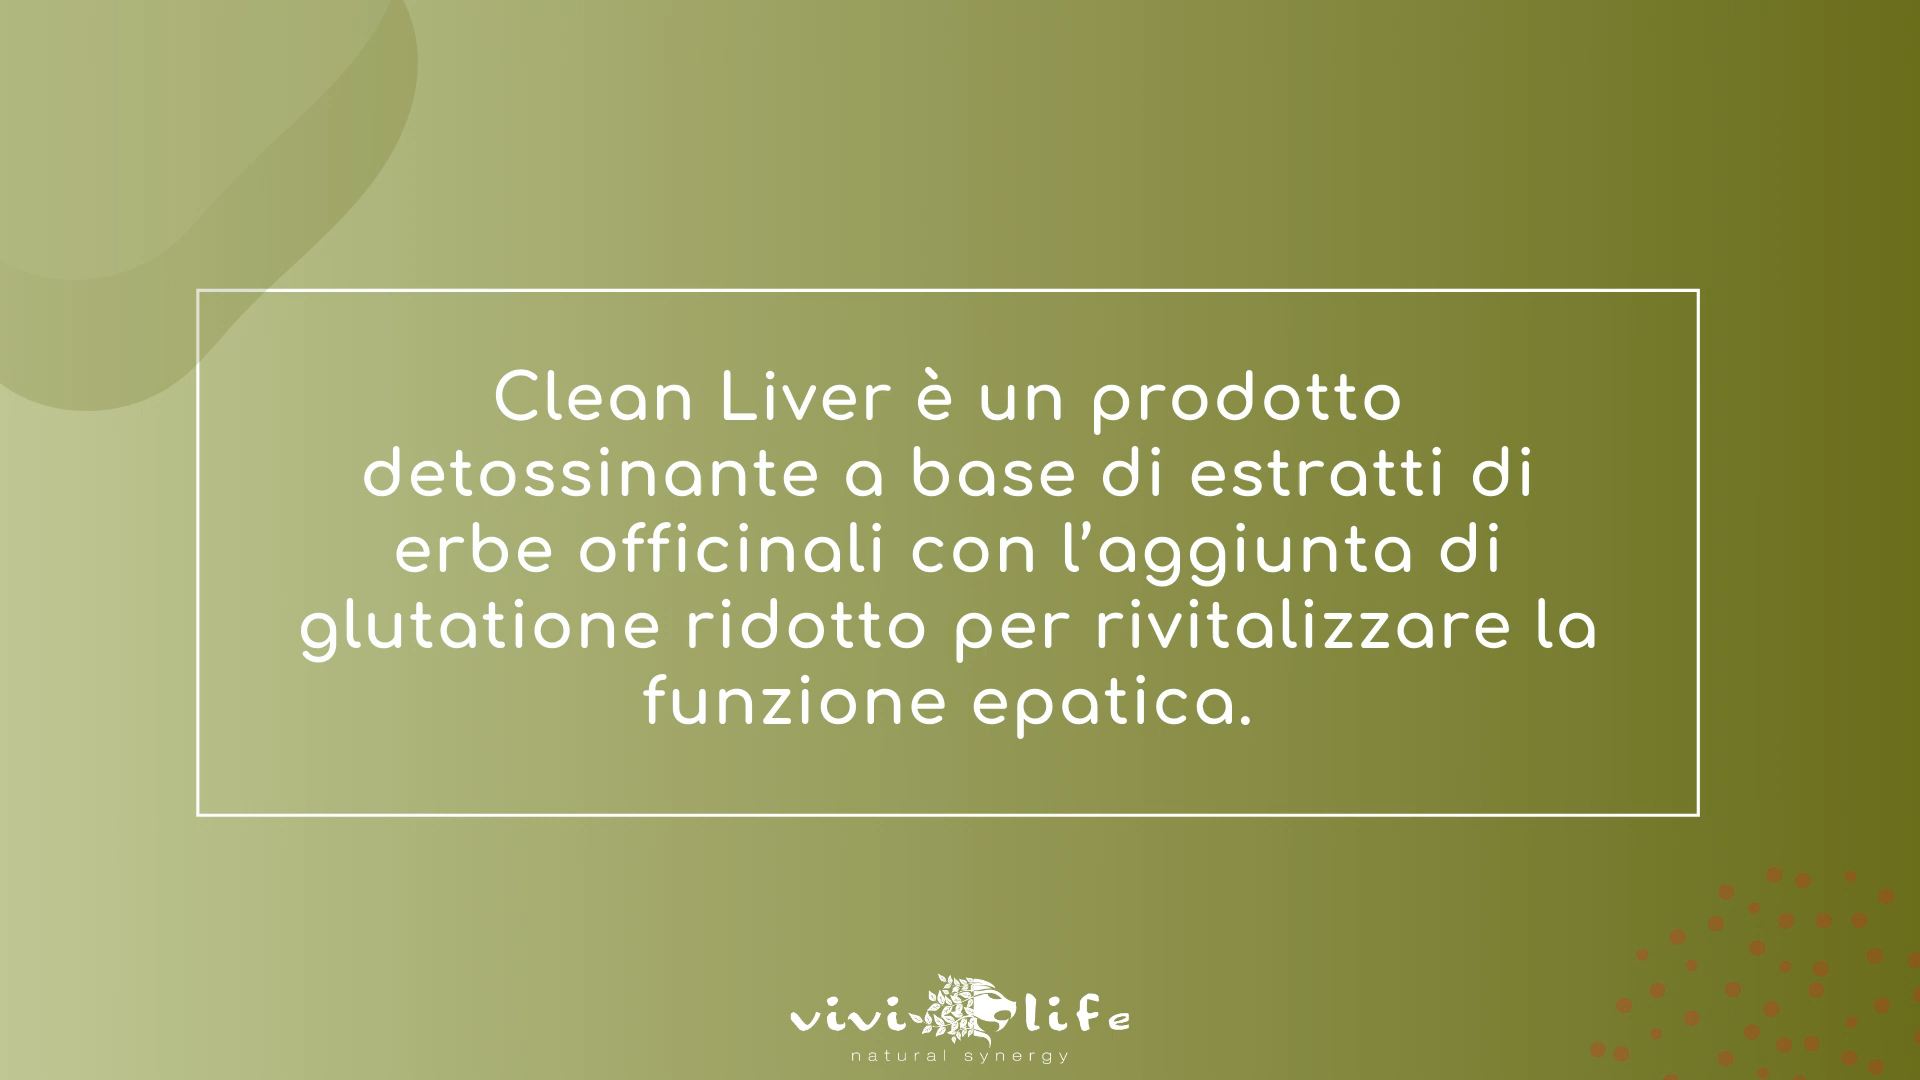 Clean Liver è un prodotto
detossinante a base di estratti di
erbe officinali con l’aggiunta di
glutatione ridotto per rivitalizzare la
funzione epatica.
vivi life
natural synergy